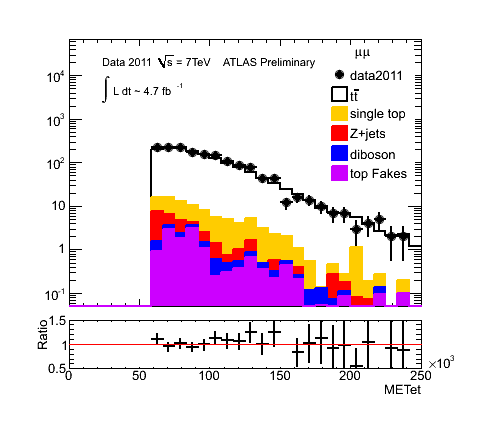 μμ
Data 2011 √s = 7TeV ATLAS Preliminary
∫ L dt ~ 4.7 fb⁻¹
data2011
tt̄
single top
Z+jets
diboson
top Fakes
10⁴
10³
10²
10
1
10⁻¹
Ratio
1.5
1
0.5
0 50 100 150 200 250
×10³
METet